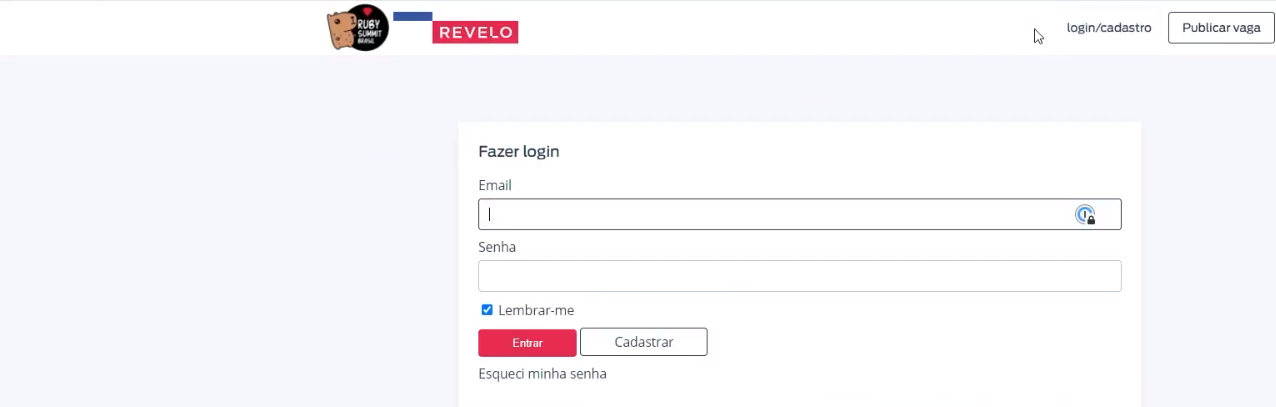 RUBY
SUMMIT
BRASIL
REVELO
login/cadastro
Publicar vaga
Fazer login
Email
Senha
Lembrar-me
Entrar
Cadastrar
Esqueci minha senha